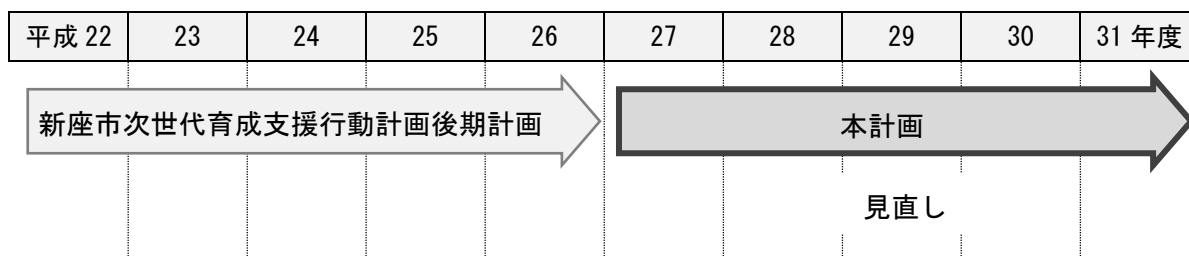 平成 22 23 24 25 26 27 28 29 30 31 年度
新座市次世代育成支援行動計画後期計画 本計画
見直し